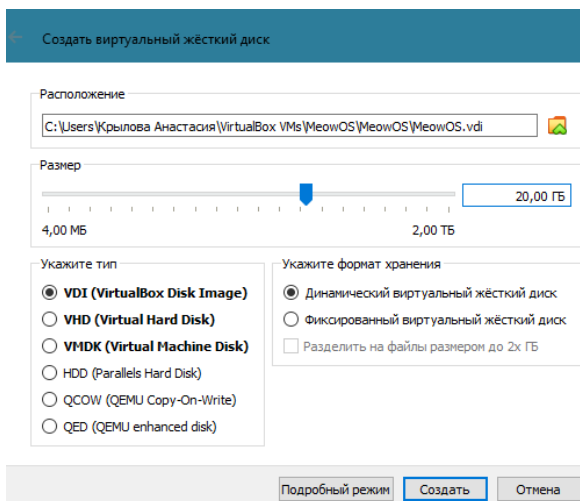 Создать виртуальный жёсткий диск
Расположение
C:\Users\Крылова Анастасия\VirtualBox VMs\MeowOS\MeowOS\MeowOS.vdi
Размер
20,00 ГБ
4,00 МБ 2,00 ТБ
Укажите тип
VDI (VirtualBox Disk Image)
VHD (Virtual Hard Disk)
VMDK (Virtual Machine Disk)
HDD (Parallels Hard Disk)
QCOW (QEMU Copy-On-Write)
QED (QEMU enhanced disk)
Укажите формат хранения
Динамический виртуальный жёсткий диск
Фиксированный виртуальный жёсткий диск
Разделить на файлы размером до 2х ГБ
Подробный режим Создать Отмена